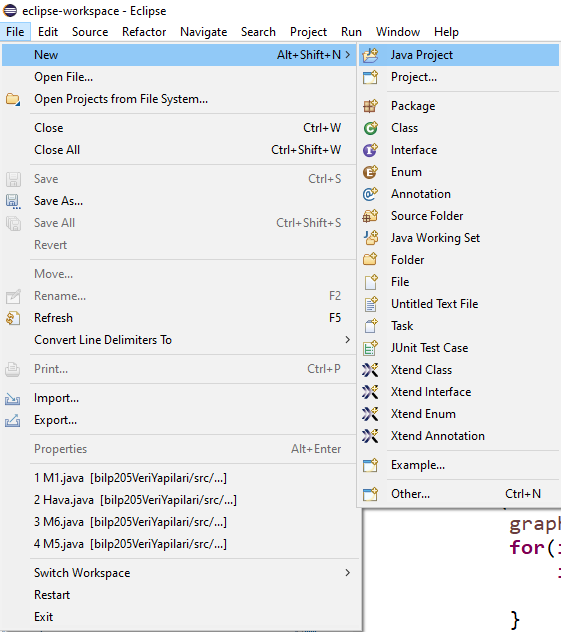 eclipse-workspace - Eclipse
File Edit Source Refactor Navigate Search Project Run Window Help
New Alt+Shift+N >
Open File...
Open Projects from File System...
Close Ctrl+W
Close All Ctrl+Shift+W
Save Ctrl+S
Save As...
Save All Ctrl+Shift+S
Revert
Move...
Rename... F2
Refresh F5
Convert Line Delimiters To >
Print... Ctrl+P
Import...
Export...
Properties Alt+Enter
1 M1.java [bilp205VeriYapilari/src/...]
2 Hava.java [bilp205VeriYapilari/src/...]
3 M6.java [bilp205VeriYapilari/src/...]
4 M5.java [bilp205VeriYapilari/src/...]
Switch Workspace >
Restart
Exit
Java Project
Project...
Package
Class
Interface
Enum
Annotation
Source Folder
Java Working Set
Folder
File
Untitled Text File
Task
JUnit Test Case
Xtend Class
Xtend Interface
Xtend Enum
Xtend Annotation
Example...
Other... Ctrl+N
graph
for(
}